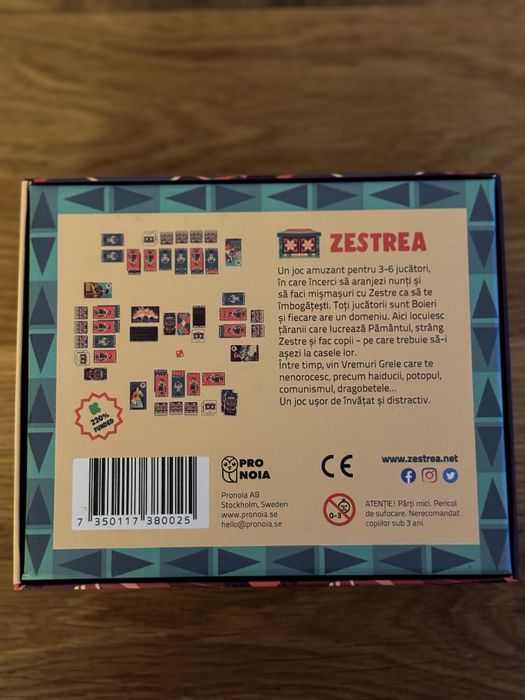 ZESTREA
Un joc amuzant pentru 3-6 jucători,
în care încerci să aranjezi nunți și
să faci mișmașuri cu Zestre ca să te
îmbogățești. Toți jucătorii sunt Boieri
și fiecare are un domeniu. Aici locuiesc
țăranii care lucrează Pământul, strâng
Zestre și fac copii - pe care trebuie să-i
așezi la casele lor.
Între timp, vin Vremuri Grele care te
nenorocesc, precum haiducii, potopul,
comunismul, dragobetele...
Un joc ușor de învățat și distractiv.
220%
FUNDED
7 350117 380025
PRO
NOIA
Pronoia AB
Stockholm, Sweden
www.pronoia.se
hello@pronoia.se
CE
www.zestrea.net
0-3
ATENȚIE! Părți mici. Pericol
de sufocare. Nerecomandat
copiilor sub 3 ani.